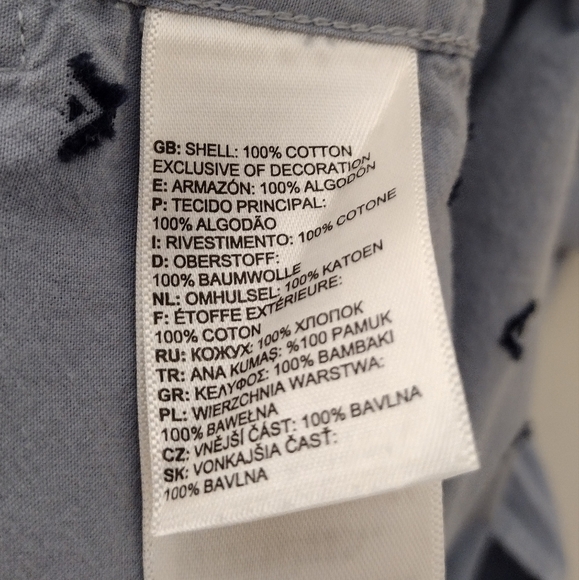 GB: SHELL: 100% COTTON
EXCLUSIVE OF DECORATION
E: ARMAZÓN: 100% ALGODÓN
P: TECIDO PRINCIPAL:
100% ALGODÃO
I: RIVESTIMENTO: 100% COTONE
D: OBERSTOFF:
100% BAUMWOLLE
NL: OMHULSEL: 100% KATOEN
F: ÉTOFFE EXTÉRIEURE:
100% COTON
RU: КОЖУХ: 100% ХЛОПОК
TR: ANA KUMAŞ: %100 PAMUK
GR: ΚΕΛΥΦΟΣ: 100% ΒΑΜΒΑΚΙ
PL: WIERZCHNIA WARSTWA:
100% BAWEŁNA
CZ: VNĚJŠÍ ČÁST: 100% BAVLNA
SK: VONKAJŠIA ČASŤ:
100% BAVLNA